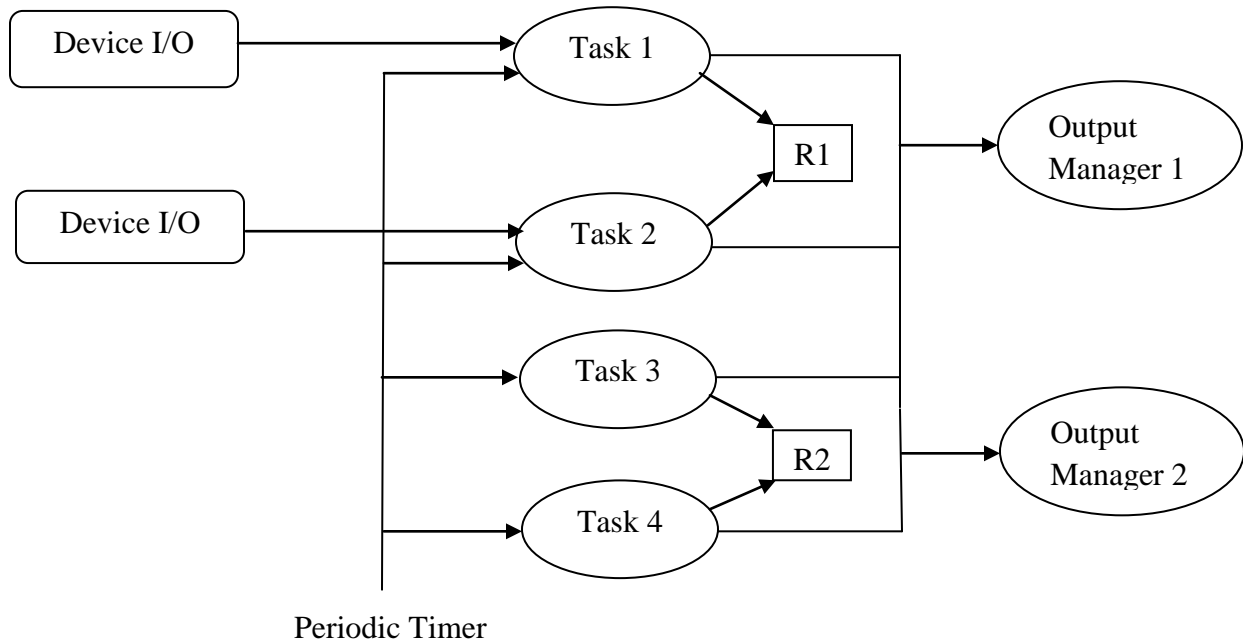 Device I/O
Task 1
R1
Output
Manager 1
Device I/O
Task 2
Task 3
R2
Output
Manager 2
Task 4
Periodic Timer